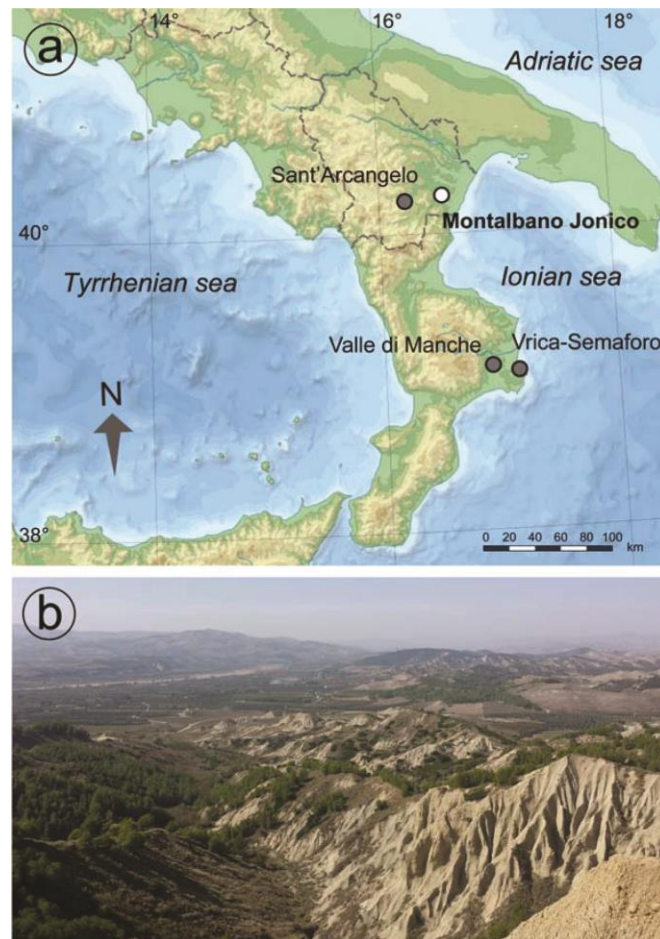 a
14°
16°
18°
Adriatic sea
Sant'Arcangelo
Montalbano Jonico
40°
Tyrrhenian sea
Ionian sea
Valle di Manche
Vrica-Semaforo
N
38°
0 20 40 60 80 100
km
b